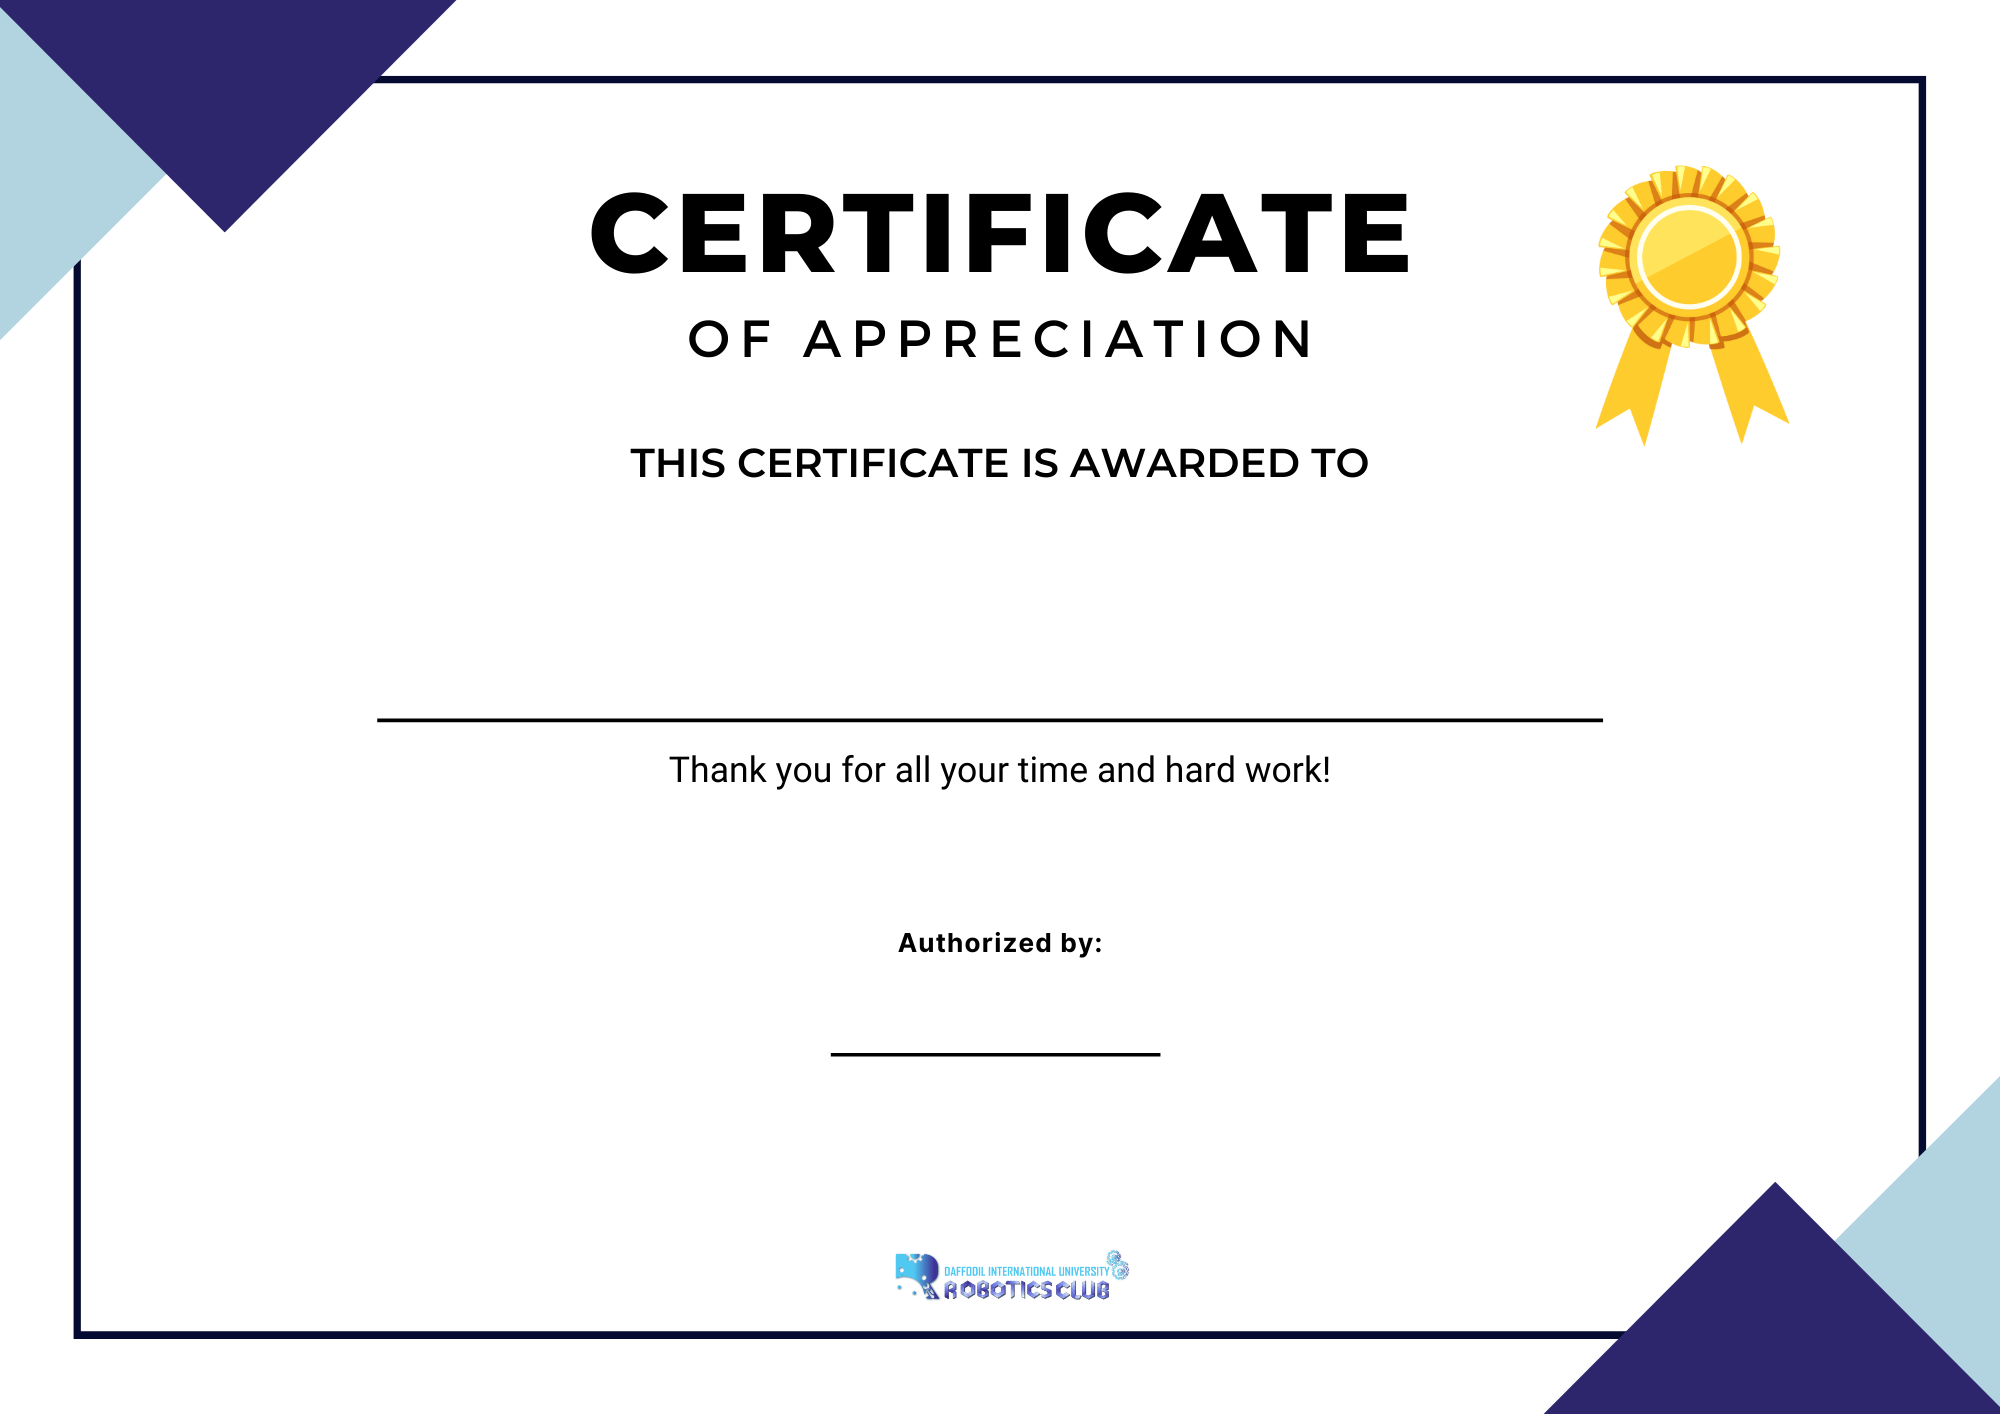 CERTIFICATE
OF APPRECIATION
THIS CERTIFICATE IS AWARDED TO
Thank you for all your time and hard work!
Authorized by:
DAFFODIL INTERNATIONAL UNIVERSITY
ROBOTICS CLUB